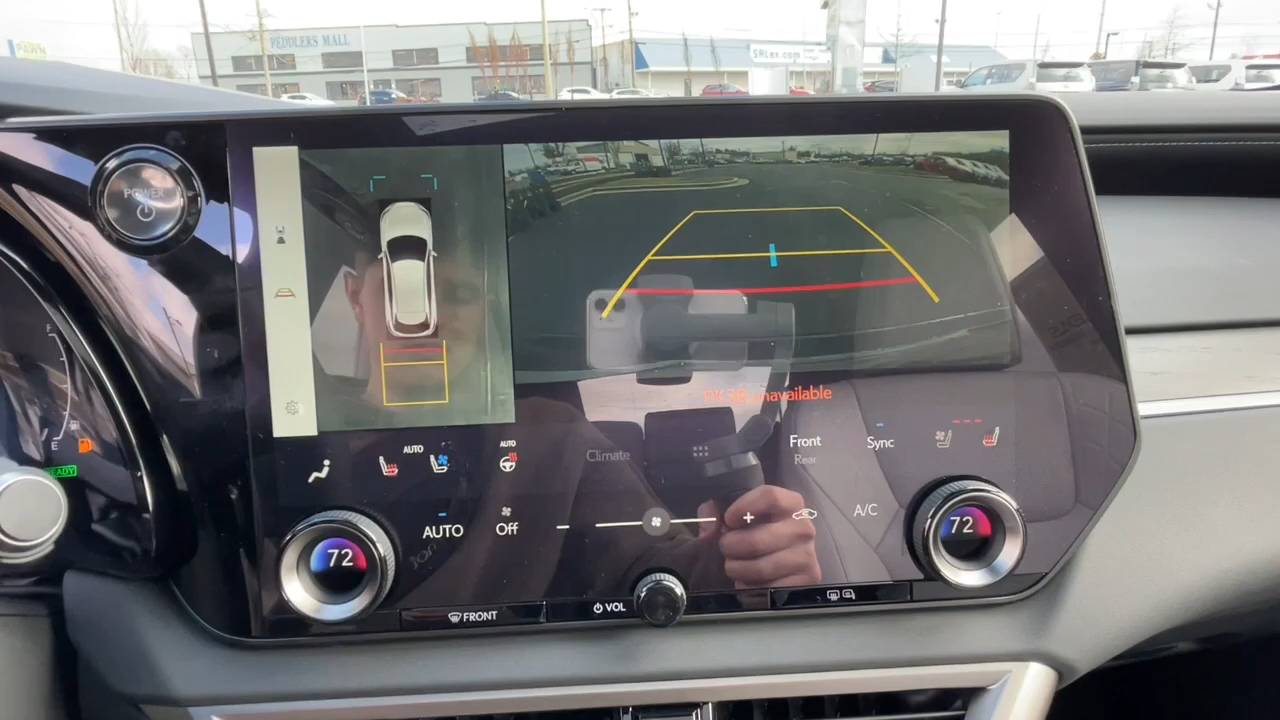 PAWN
PEDDLERS MALL
SALex.com
POWER
F
E
READY
PKSB unavailable
AUTO
AUTO
Climate
Front
Rear
Sync
AUTO
Off
A/C
72
72
FRONT
VOL